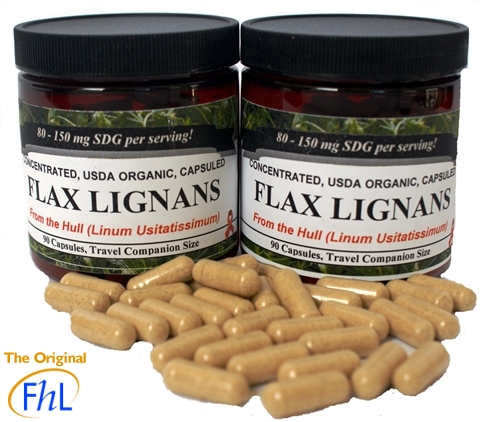 80 - 150 mg SDG per serving!
CONCENTRATED, USDA ORGANIC, CAPSULED
FLAX LIGNANS
From the Hull (Linum Usitatissimum)
90 Capsules, Travel Companion Size
80 - 150 mg SDG per serving!
CONCENTRATED, USDA ORGANIC, CAPSULED
FLAX LIGNANS
From the Hull (Linum Usitatissimum)
90 Capsules, Travel Companion Size
The Original
FhL